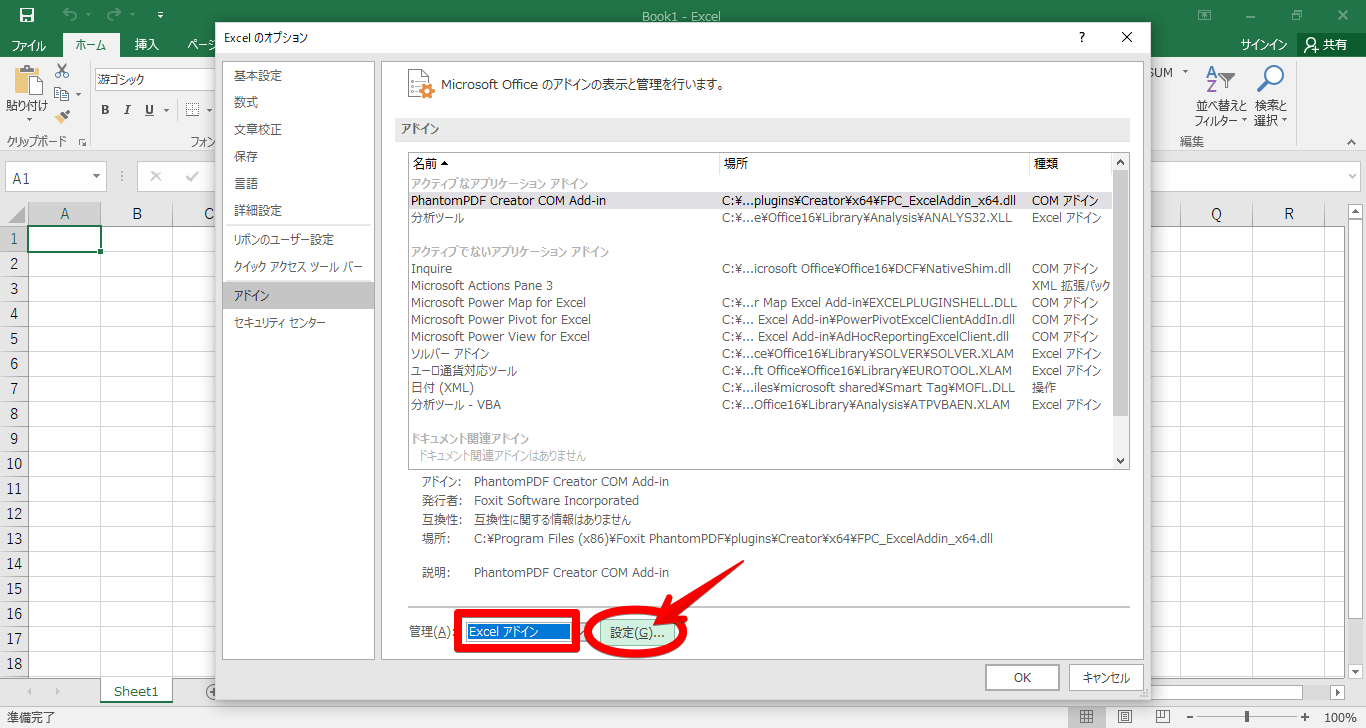 Book1 - Excel
ファイル
ホーム
挿入
ページ
サインイン
共有
貼り付け
クリップボード
游ゴシック
B I U
フォン
SUM
並べ替えと
フィルター
検索と
選択
編集
A1
A B C Q R
1
2
3
4
5
6
7
8
9
10
11
12
13
14
15
16
17
18
Excel のオプション
?
基本設定
数式
文章校正
保存
言語
詳細設定
リボンのユーザー設定
クイック アクセス ツール バー
アドイン
セキュリティ センター
Microsoft Office のアドインの表示と管理を行います。
アドイン
名前 場所 種類
アクティブなアプリケーション アドイン
PhantomPDF Creator COM Add-in C:¥...plugins¥Creator¥x64¥FPC_ExcelAddin_x64.dll COM アドイン
分析ツール C:¥...e¥Office16¥Library¥Analysis¥ANALYS32.XLL Excel アドイン
アクティブでないアプリケーション アドイン
Inquire C:¥...icrosoft Office¥Office16¥DCF¥NativeShim.dll COM アドイン
Microsoft Actions Pane 3 XML 拡張パック
Microsoft Power Map for Excel C:¥...r Map Excel Add-in¥EXCELPLUGINSHELL.DLL COM アドイン
Microsoft Power Pivot for Excel C:¥... Excel Add-in¥PowerPivotExcelClientAddIn.dll COM アドイン
Microsoft Power View for Excel C:¥... Excel Add-in¥AdHocReportingExcelClient.dll COM アドイン
ソルバー アドイン C:¥...ce¥Office16¥Library¥SOLVER¥SOLVER.XLAM Excel アドイン
ユーロ通貨対応ツール C:¥...ft Office¥Office16¥Library¥EUROTOOL.XLAM Excel アドイン
日付 (XML) C:¥...iles¥microsoft shared¥Smart Tag¥MOFL.DLL 操作
分析ツール - VBA C:¥...Office16¥Library¥Analysis¥ATPVBAEN.XLAM Excel アドイン
ドキュメント関連アドイン
ドキュメント関連アドインはありません
アドイン: PhantomPDF Creator COM Add-in
発行者: Foxit Software Incorporated
互換性: 互換性に関する情報はありません
場所: C:¥Program Files (x86)¥Foxit PhantomPDF¥plugins¥Creator¥x64¥FPC_ExcelAddin_x64.dll
説明: PhantomPDF Creator COM Add-in
管理(A): Excel アドイン 設定(G)...
OK キャンセル
Sheet1
準備完了
100%